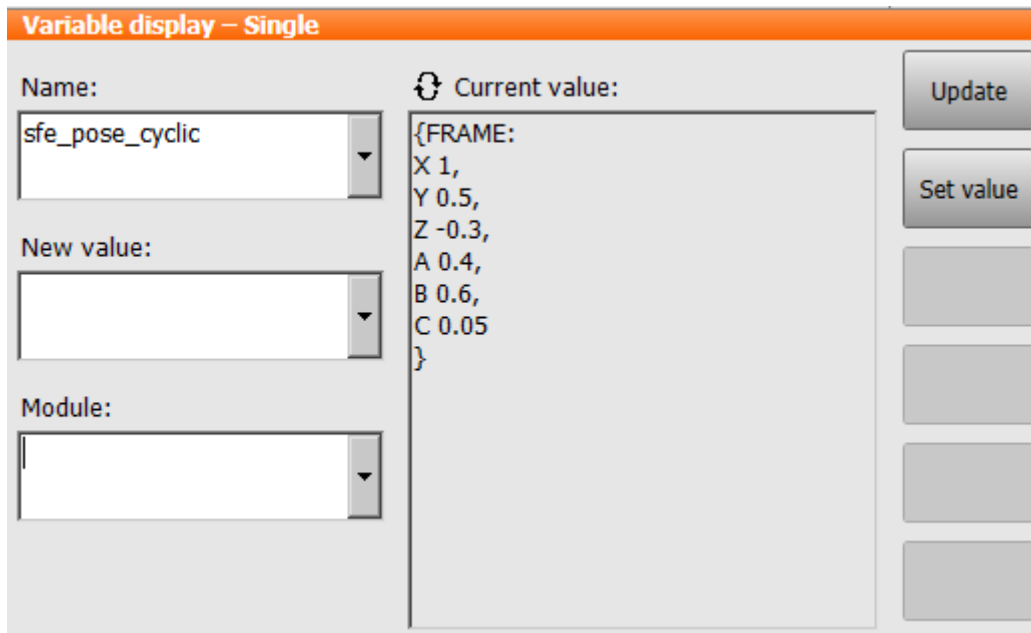 Variable display – Single
Name:
sfe_pose_cyclic
New value:
Module:
Current value:
{FRAME:
X 1,
Y 0.5,
Z -0.3,
A 0.4,
B 0.6,
C 0.05
}
Update
Set value